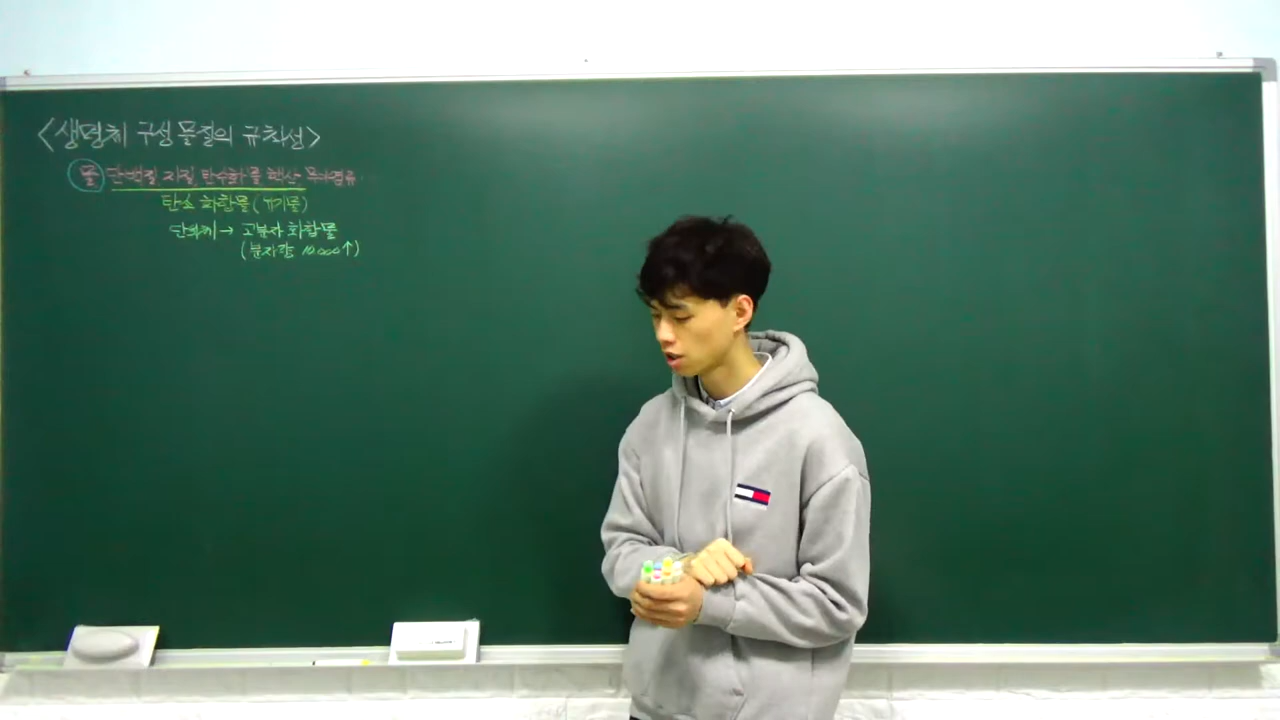 <생명체 구성 물질의 규칙성>
물 단백질, 지질, 탄수화물, 핵산 무기염류
탄소 화합물 (유기물)
단위체 → 고분자 화합물
(분자량 10,000↑)